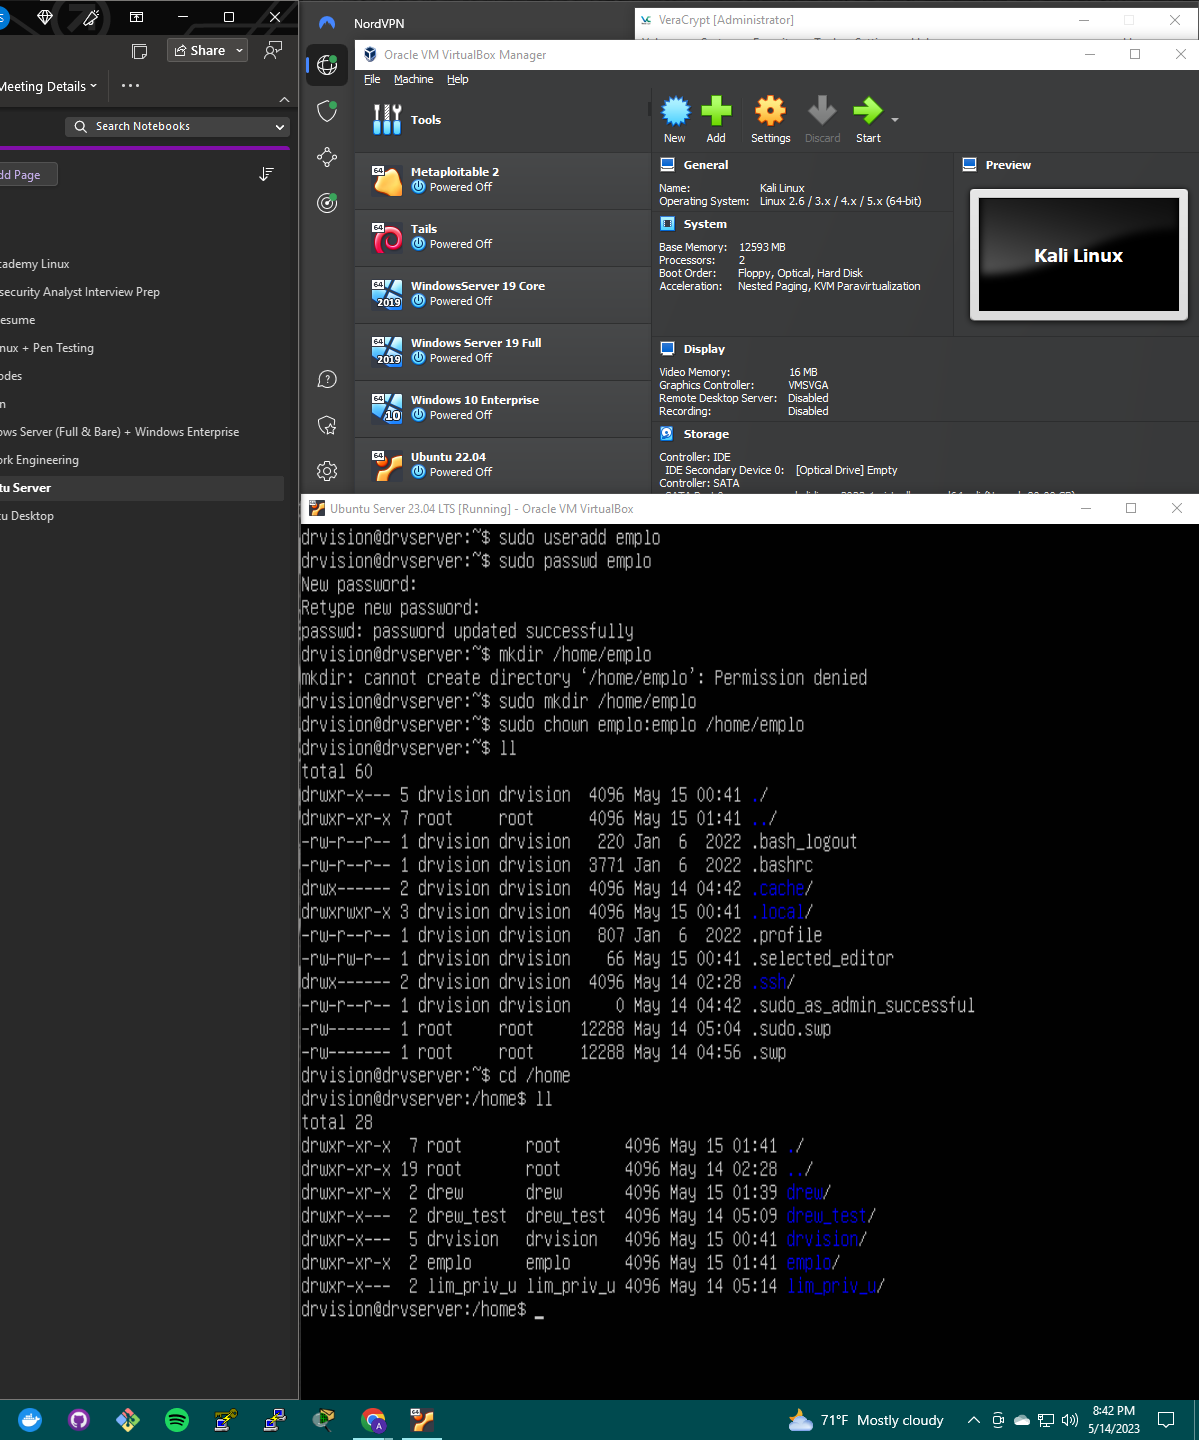 Share
Meeting Details
Search Notebooks
dd Page
cademy Linux
security Analyst Interview Prep
esume
nux + Pen Testing
odes
n
ows Server (Full & Bare) + Windows Enterprise
ork Engineering
tu Server
tu Desktop
NordVPN
VeraCrypt [Administrator]
Oracle VM VirtualBox Manager
File Machine Help
Tools
New Add Settings Discard Start
64
Metaploitable 2
Powered Off
64
Tails
Powered Off
64
2019
WindowsServer 19 Core
Powered Off
64
2019
Windows Server 19 Full
Powered Off
64
10
Windows 10 Enterprise
Powered Off
64
Ubuntu 22.04
Powered Off
General
Name: Kali Linux
Operating System: Linux 2.6 / 3.x / 4.x / 5.x (64-bit)
System
Base Memory: 12593 MB
Processors: 2
Boot Order: Floppy, Optical, Hard Disk
Acceleration: Nested Paging, KVM Paravirtualization
Display
Video Memory: 16 MB
Graphics Controller: VMSVGA
Remote Desktop Server: Disabled
Recording: Disabled
Storage
Controller: IDE
IDE Secondary Device 0: [Optical Drive] Empty
Controller: SATA
Preview
Kali Linux
Ubuntu Server 23.04 LTS [Running] - Oracle VM VirtualBox
drvision@drvserver:~$ sudo useradd emplo
drvision@drvserver:~$ sudo passwd emplo
New password:
Retype new password:
passwd: password updated successfully
drvision@drvserver:~$ mkdir /home/emplo
mkdir: cannot create directory ‘/home/emplo’: Permission denied
drvision@drvserver:~$ sudo mkdir /home/emplo
drvision@drvserver:~$ sudo chown emplo:emplo /home/emplo
drvision@drvserver:~$ ll
total 60
drwxr-x--- 5 drvision drvision 4096 May 15 00:41 ./
drwxr-xr-x 7 root root 4096 May 15 01:41 ../
-rw-r--r-- 1 drvision drvision 220 Jan 6 2022 .bash_logout
-rw-r--r-- 1 drvision drvision 3771 Jan 6 2022 .bashrc
drwx------ 2 drvision drvision 4096 May 14 04:42 .cache/
drwxrwxr-x 3 drvision drvision 4096 May 15 00:41 .local/
-rw-r--r-- 1 drvision drvision 807 Jan 6 2022 .profile
-rw-rw-r-- 1 drvision drvision 66 May 15 00:41 .selected_editor
drwx------ 2 drvision drvision 4096 May 14 02:28 .ssh/
-rw-r--r-- 1 drvision drvision 0 May 14 04:42 .sudo_as_admin_successful
-rw------- 1 root root 12288 May 14 05:04 .sudo.swp
-rw------- 1 root root 12288 May 14 04:56 .swp
drvision@drvserver:~$ cd /home
drvision@drvserver:/home$ ll
total 28
drwxr-xr-x 7 root root 4096 May 15 01:41 ./
drwxr-xr-x 19 root root 4096 May 14 02:28 ../
drwxr-xr-x 2 drew drew 4096 May 15 01:39 drew/
drwxr-x--- 2 drew_test drew_test 4096 May 14 05:09 drew_test/
drwxr-x--- 5 drvision drvision 4096 May 15 00:41 drvision/
drwxr-xr-x 2 emplo emplo 4096 May 15 01:41 emplo/
drwxr-x--- 2 lim_priv_u lim_priv_u 4096 May 14 05:14 lim_priv_u/
drvision@drvserver:/home$ _
71°F Mostly cloudy
8:42 PM
5/14/2023